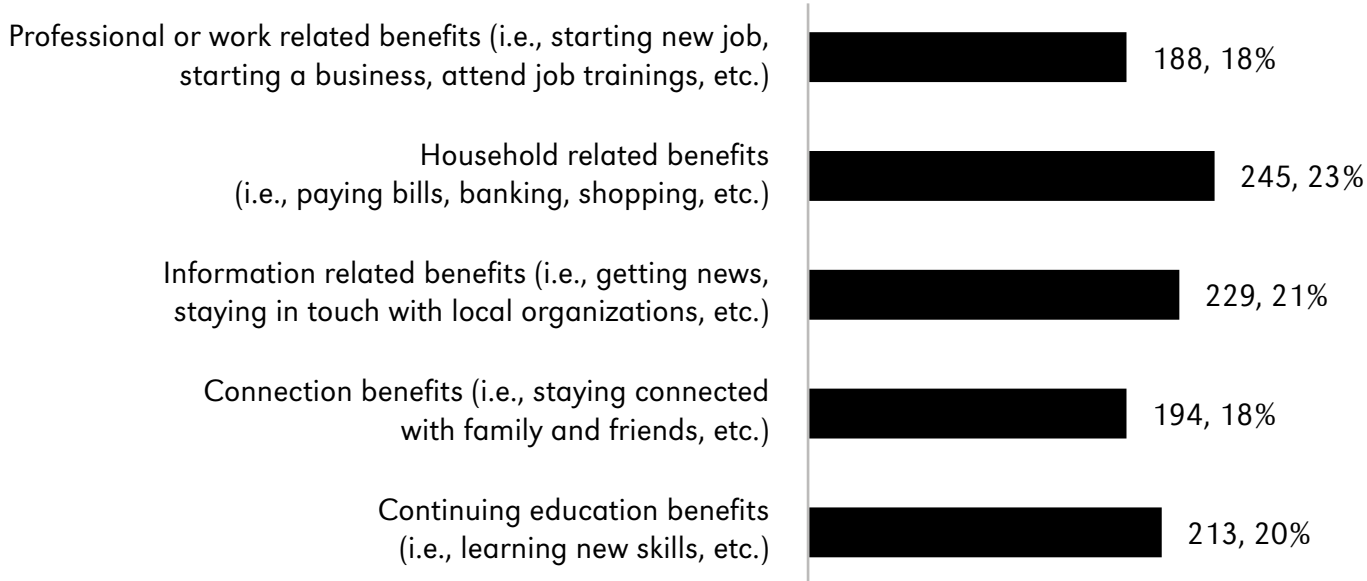 Professional or work related benefits (i.e., starting new job,
starting a business, attend job trainings, etc.)
188, 18%
Household related benefits
(i.e., paying bills, banking, shopping, etc.)
245, 23%
Information related benefits (i.e., getting news,
staying in touch with local organizations, etc.)
229, 21%
Connection benefits (i.e., staying connected
with family and friends, etc.)
194, 18%
Continuing education benefits
(i.e., learning new skills, etc.)
213, 20%